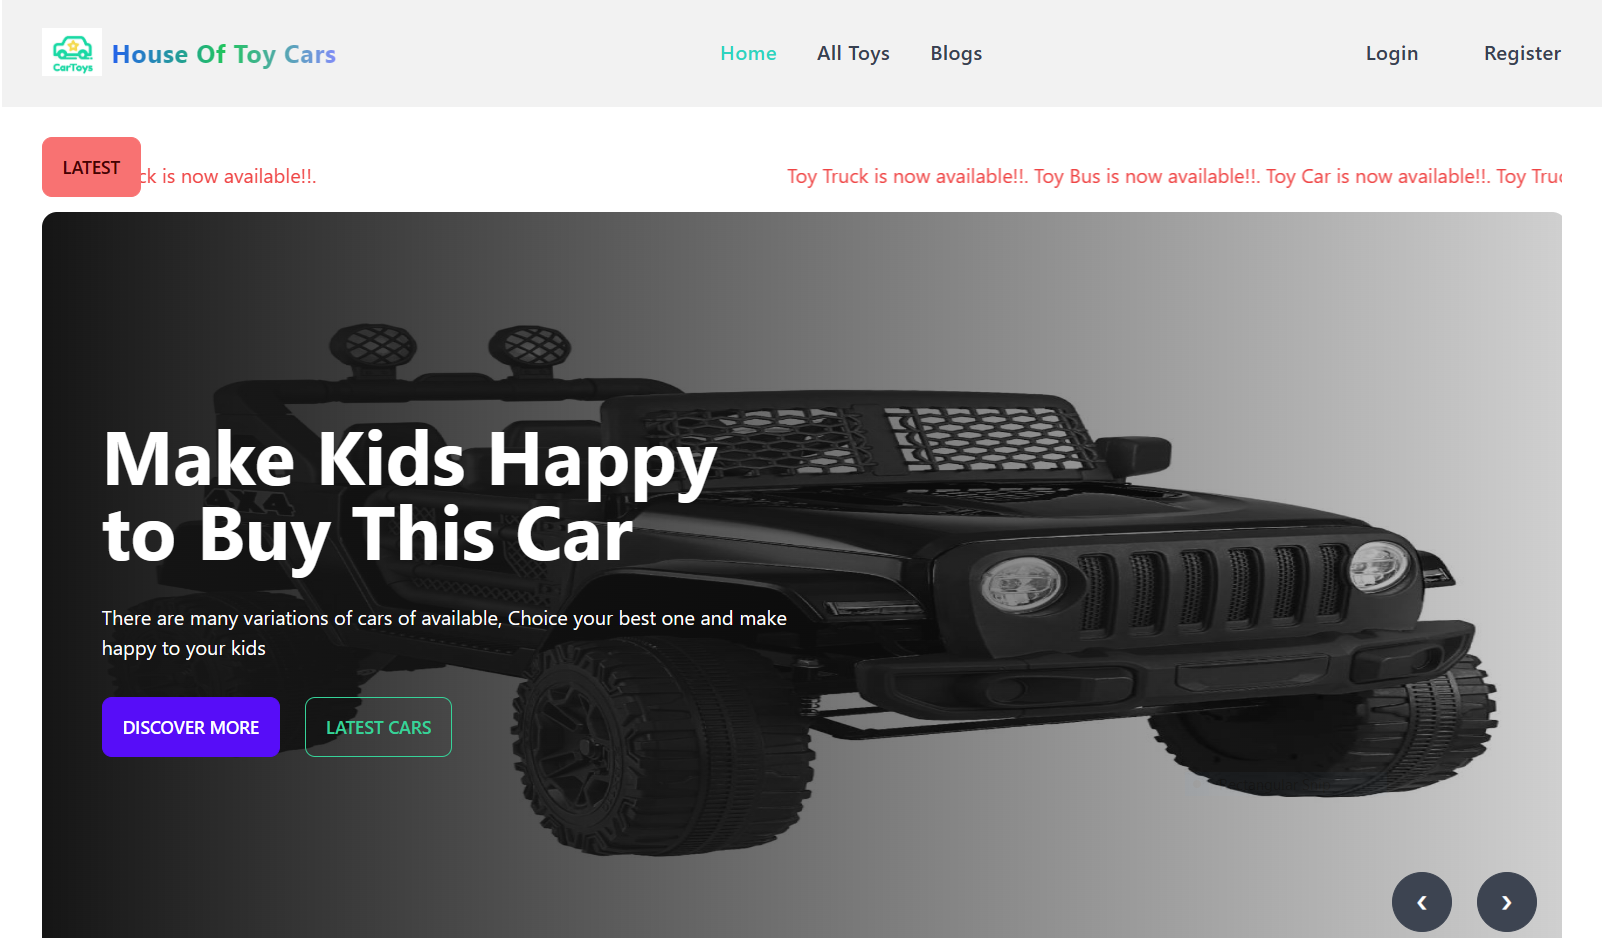 CarToys
House Of Toy Cars
Home
All Toys
Blogs
Login
Register
LATEST
ck is now available!!.
Toy Truck is now available!!. Toy Bus is now available!!. Toy Car is now available!!. Toy Truc
4X4
Make Kids Happy
to Buy This Car
There are many variations of cars of available, Choice your best one and make
happy to your kids
DISCOVER MORE
LATEST CARS